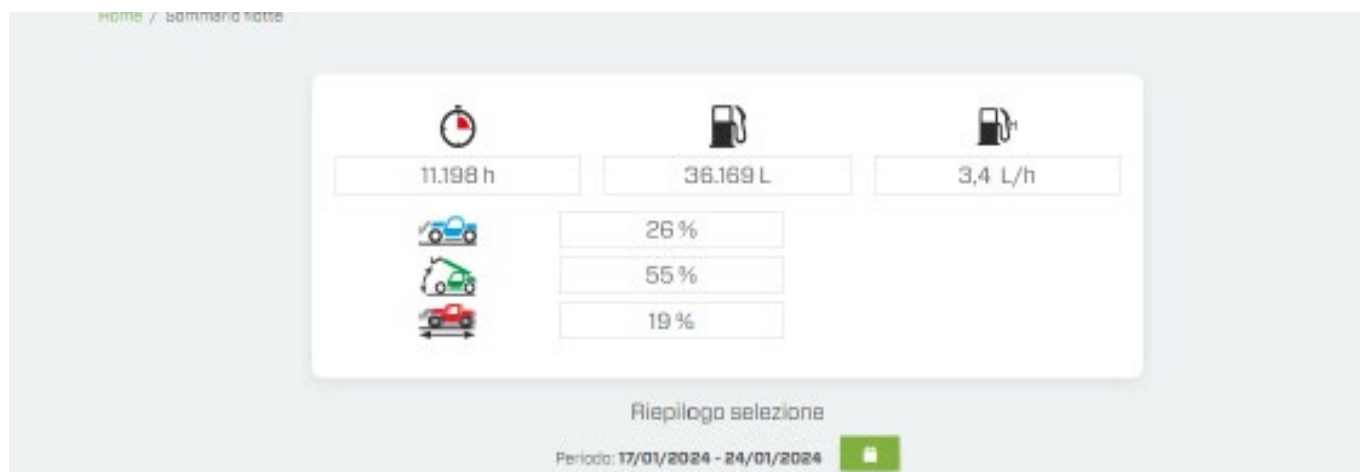 Home / Sommario flotte
11.198 h
36.169 L
H
3,4 L/h
26 %
55 %
19 %
Riepilogo selezione
Periodo: 17/01/2024 - 24/01/2024